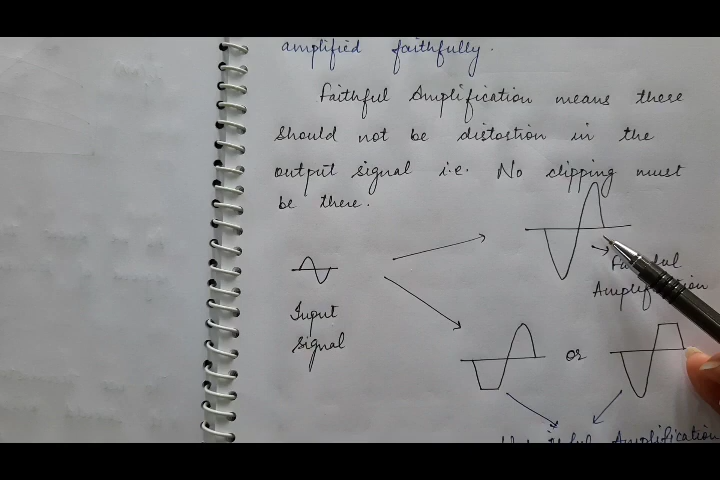 amplified faithfully.
Faithful Amplification means there
should not be distortion in the
output signal i.e. No clipping must
be there.
Input
signal
Amplification
or
Amplification